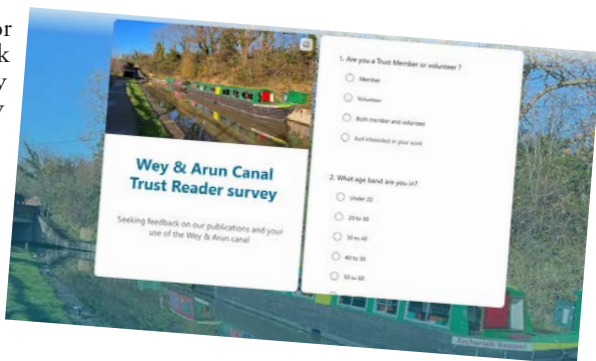 or
k
y
y
Wey & Arun Canal
Trust Reader survey
Seeking feedback on our publications and your
use of the Wey & Arun canal
1. Are you a Trust Member or volunteer ?
Member
Volunteer
Both member and volunteer
Just interested in your work
2. What age band are you in?
Under 20
20 to 30
30 to 40
40 to 50
50 to 60
Zachariah Keppel